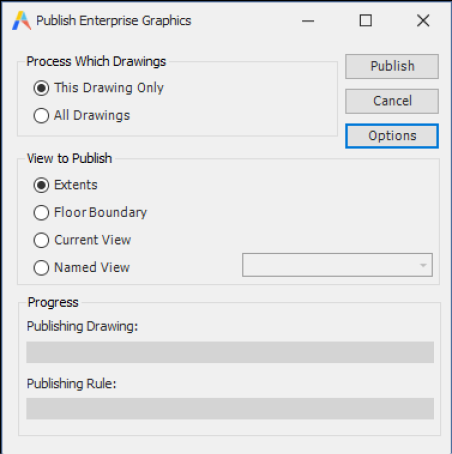 Publish Enterprise Graphics
Process Which Drawings
This Drawing Only
All Drawings
Publish
Cancel
Options
View to Publish
Extents
Floor Boundary
Current View
Named View
Progress
Publishing Drawing:
Publishing Rule: